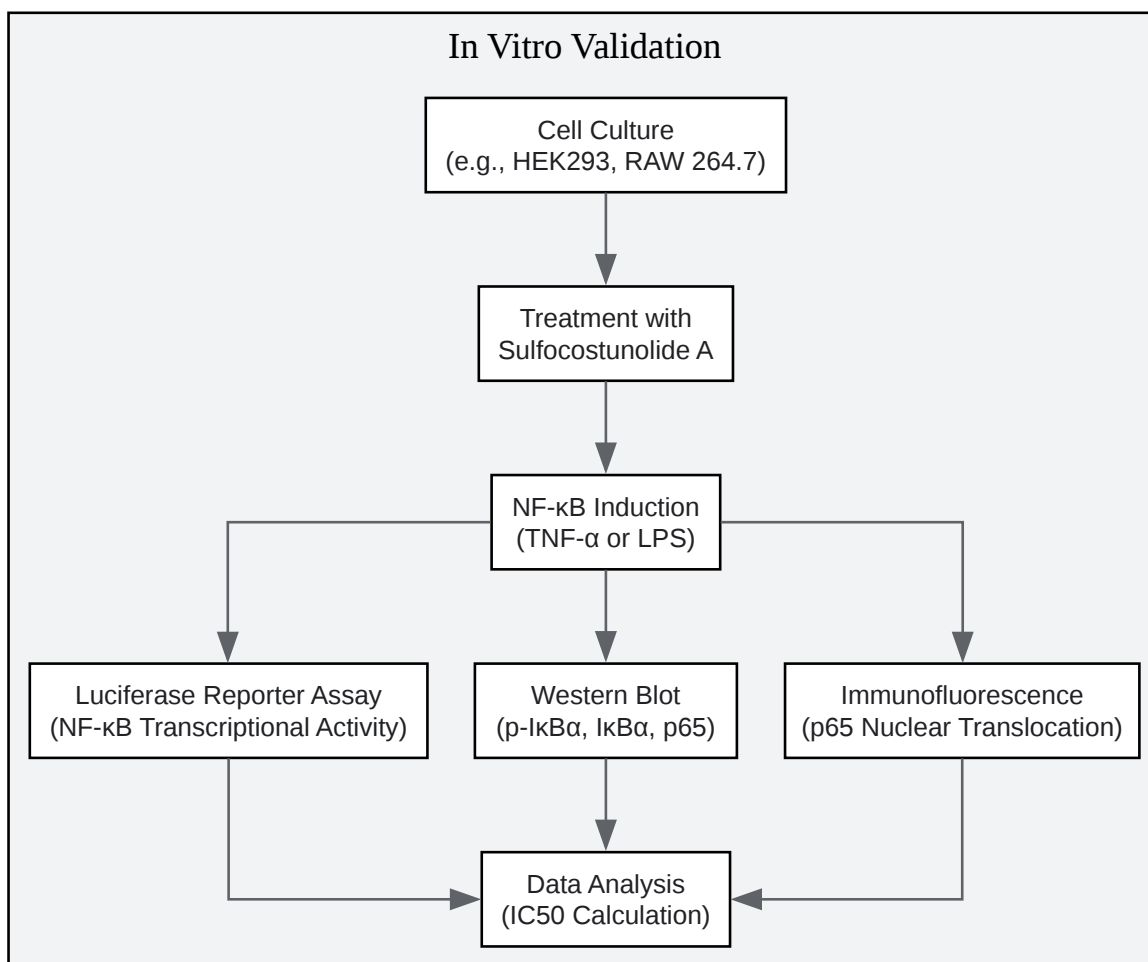 In Vitro Validation
Cell Culture
(e.g., HEK293, RAW 264.7)
Treatment with
Sulfocostunolide A
NF-κB Induction
(TNF-α or LPS)
Luciferase Reporter Assay
(NF-κB Transcriptional Activity)
Western Blot
(p-IκBα, IκBα, p65)
Immunofluorescence
(p65 Nuclear Translocation)
Data Analysis
(IC50 Calculation)